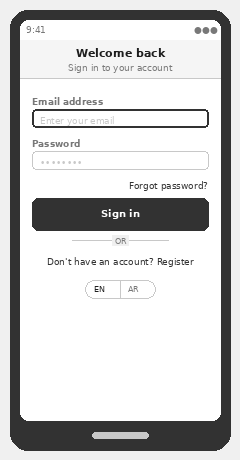 9:41
Welcome back
Sign in to your account
Email address
Enter your email
Password
Forgot password?
Sign in
OR
Don't have an account? Register
EN AR